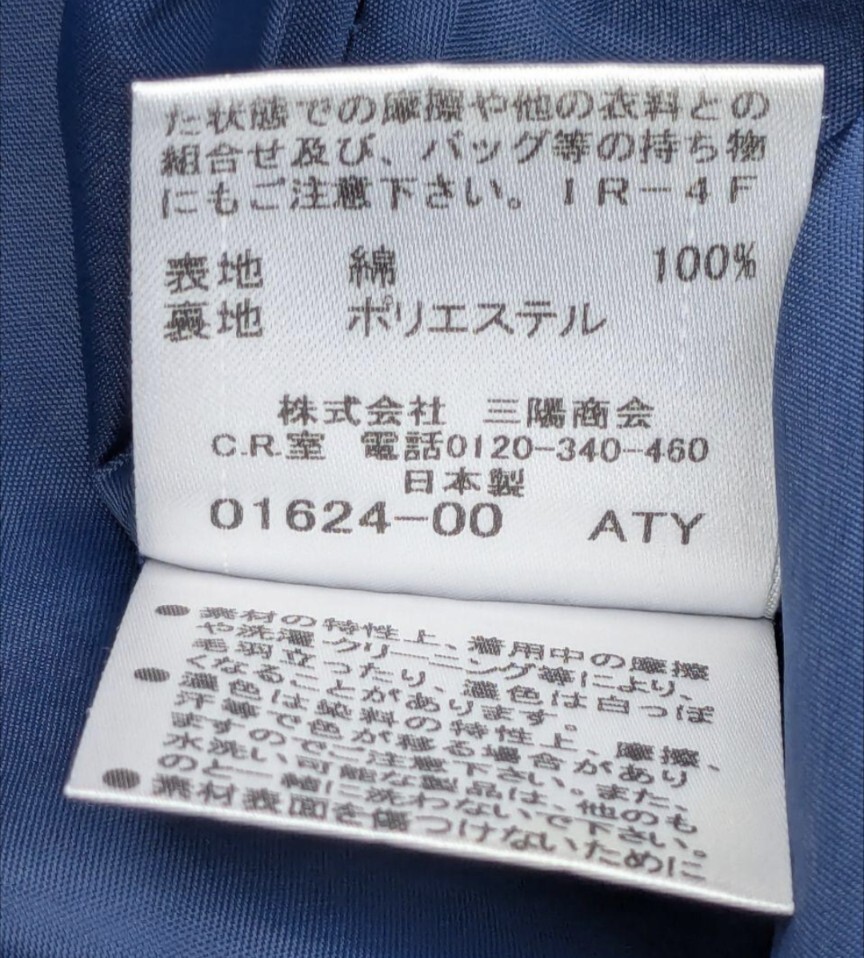 た状態での摩擦や他の衣料との
組合せ及び、バッグ等の持ち物
にもご注意下さい。IR-4F
表地 綿 100%
裏地 ポリエステル
株式会社 三陽商会
C.R.室 電話0120-340-460
日本製
01624-00 ATY
●素材の特性上、着用中の摩擦
や洗濯・クリーニング等により、
毛羽立ったり、濃色は白っぽ
くなることがあります。
●濃色は染料の特性上、摩擦、
汗等で色が移る場合があり
ますのでご注意下さい。また、
水洗い可能な製品は、他のも
のと一緒に洗わないで下さい。
●素材表面を傷つけないために